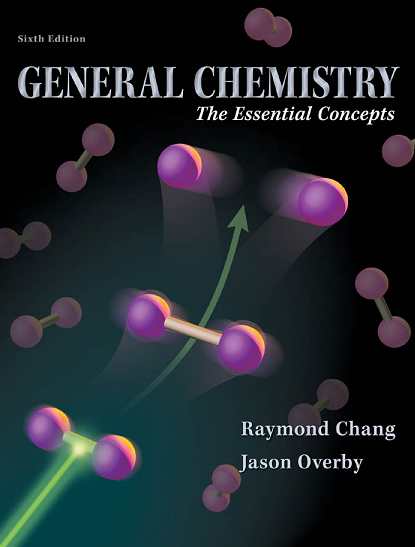 Sixth Edition
GENERAL CHEMISTRY
The Essential Concepts
Raymond Chang
Jason Overby